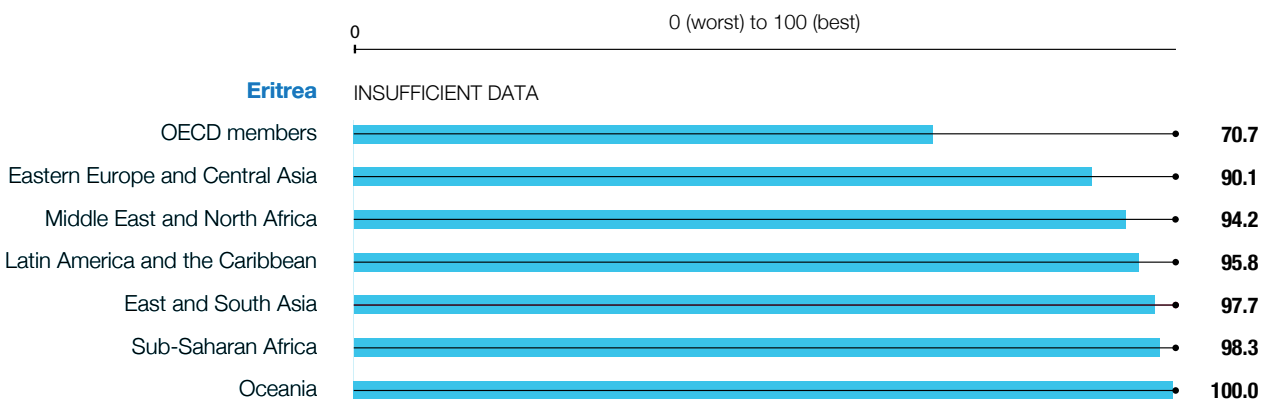 0 (worst) to 100 (best)
0
Eritrea INSUFFICIENT DATA
OECD members 70.7
Eastern Europe and Central Asia 90.1
Middle East and North Africa 94.2
Latin America and the Caribbean 95.8
East and South Asia 97.7
Sub-Saharan Africa 98.3
Oceania 100.0